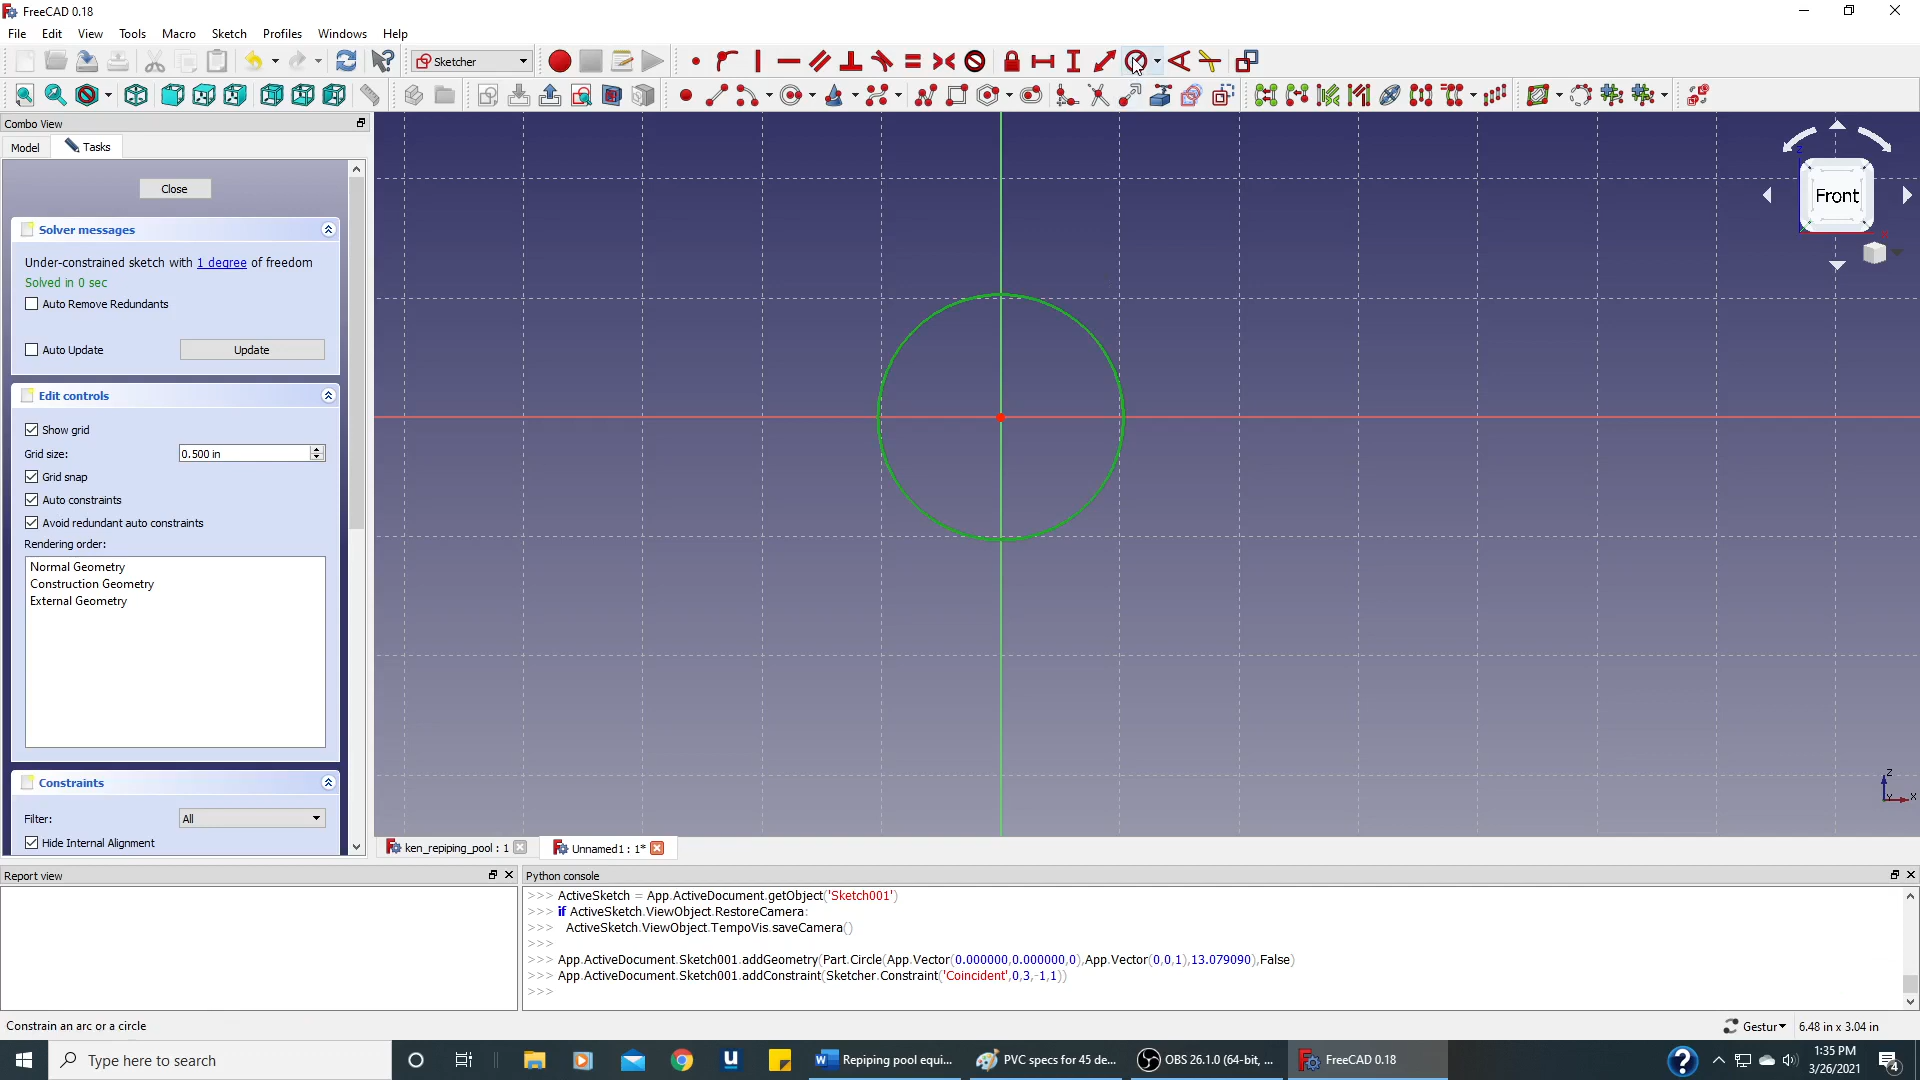 FreeCAD 0.18
File Edit View Tools Macro Sketch Profiles Windows Help
Sketcher
Combo View
Model Tasks
Close
Solver messages
Under-constrained sketch with 1 degree of freedom
Solved in 0 sec
Auto Remove Redundants
Auto Update Update
Edit controls
Show grid
Grid size: 0.500 in
Grid snap
Auto constraints
Avoid redundant auto constraints
Rendering order:
Normal Geometry
Construction Geometry
External Geometry
Constraints
Filter: All
Hide Internal Alignment
Front
Z
X
ken_repiping_pool : 1 Unnamed1 : 1*
Report view
Python console
>>> ActiveSketch = App.ActiveDocument.getObject('Sketch001')
>>> if ActiveSketch.ViewObject.RestoreCamera:
>>> ActiveSketch.ViewObject.TempoVis.saveCamera()
>>>
>>> App.ActiveDocument.Sketch001.addGeometry(Part.Circle(App.Vector(0.000000,0.000000,0),App.Vector(0,0,1),13.079090),False)
>>> App.ActiveDocument.Sketch001.addConstraint(Sketcher.Constraint('Coincident',0,3,-1,1))
>>>
Constrain an arc or a circle
Gestur 6.48 in x 3.04 in
Type here to search
Repiping pool equi...
PVC specs for 45 de...
OBS 26.1.0 (64-bit, ...
FreeCAD 0.18
1:35 PM
3/26/2021
4